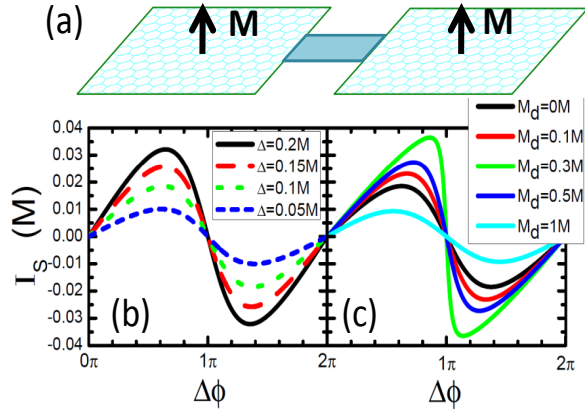 (a)
M
M
0.04
0.03
0.02
0.01
0.00
-0.01
-0.02
-0.03
-0.04
I_S (M)
Δ=0.2M
Δ=0.15M
Δ=0.1M
Δ=0.05M
(b)
0π
1π
2π
Δϕ
M_d=0M
M_d=0.1M
M_d=0.3M
M_d=0.5M
M_d=1M
(c)
1π
2π
Δϕ